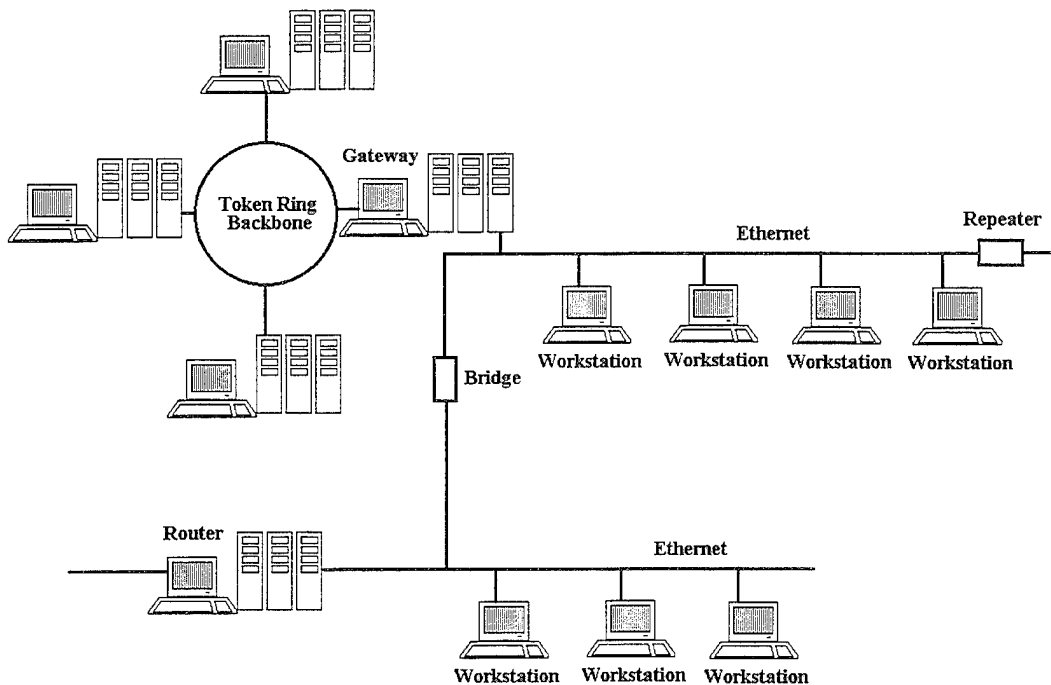 Gateway
Token Ring
Backbone
Ethernet
Repeater
Workstation
Workstation
Workstation
Workstation
Bridge
Router
Ethernet
Workstation
Workstation
Workstation